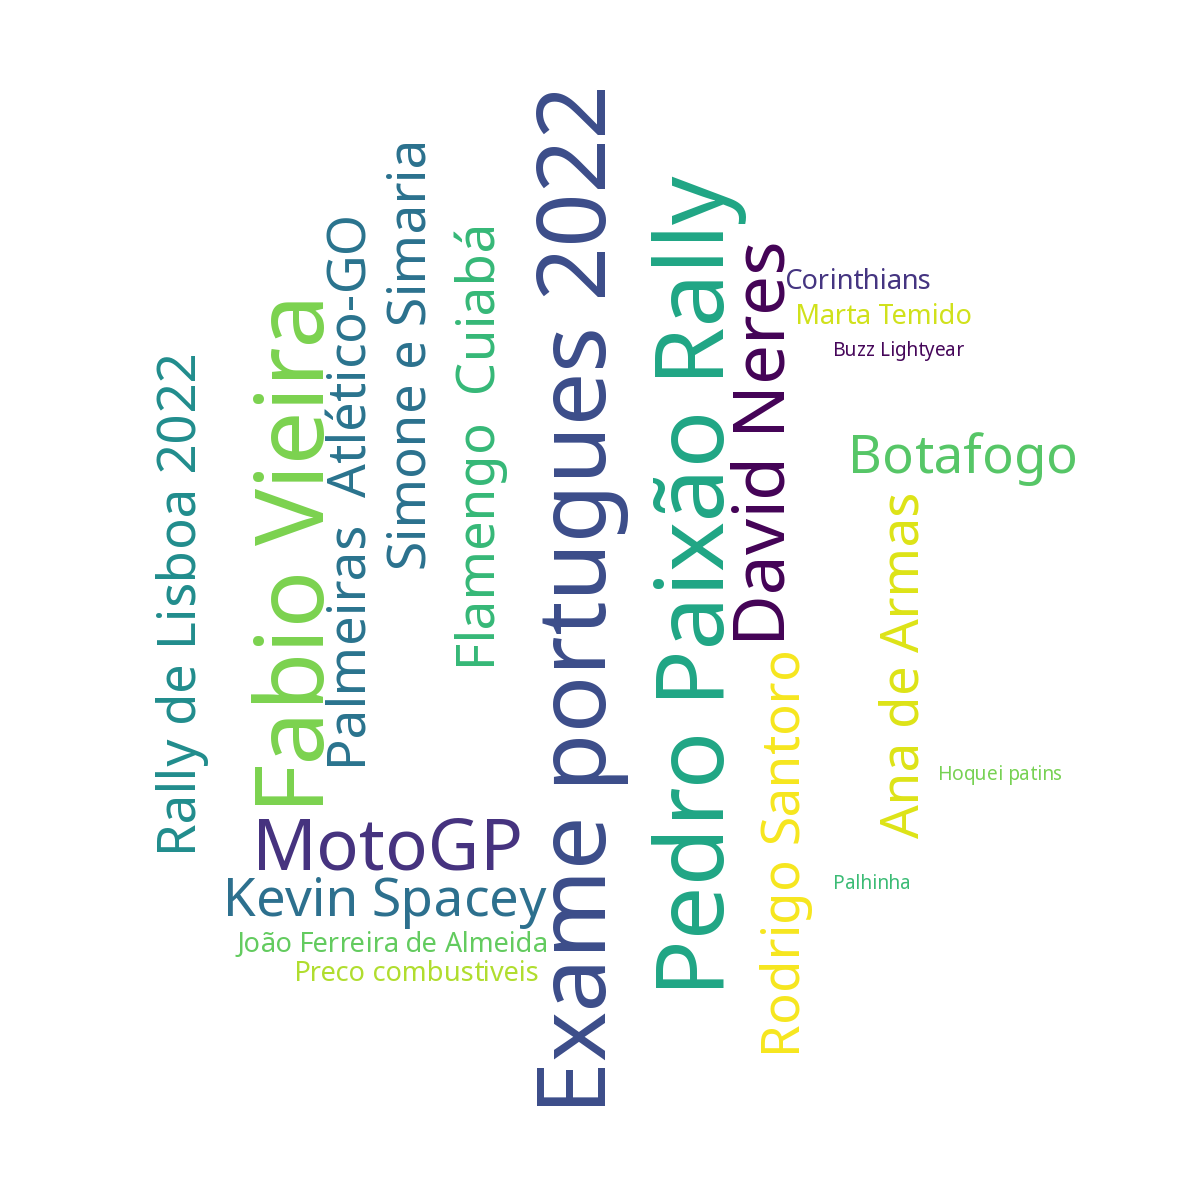 Rally de Lisboa 2022
Fabio Vieira
Palmeiras Atlético-GO
Simone e Simaria
Flamengo Cuiabá
Exame portugues 2022
Pedro Paixão Rally
David Neres
Corinthians
Marta Temido
Buzz Lightyear
Botafogo
Ana de Armas
Rodrigo Santoro
Hoquei patins
Palhinha
MotoGP
Kevin Spacey
João Ferreira de Almeida
Preco combustiveis